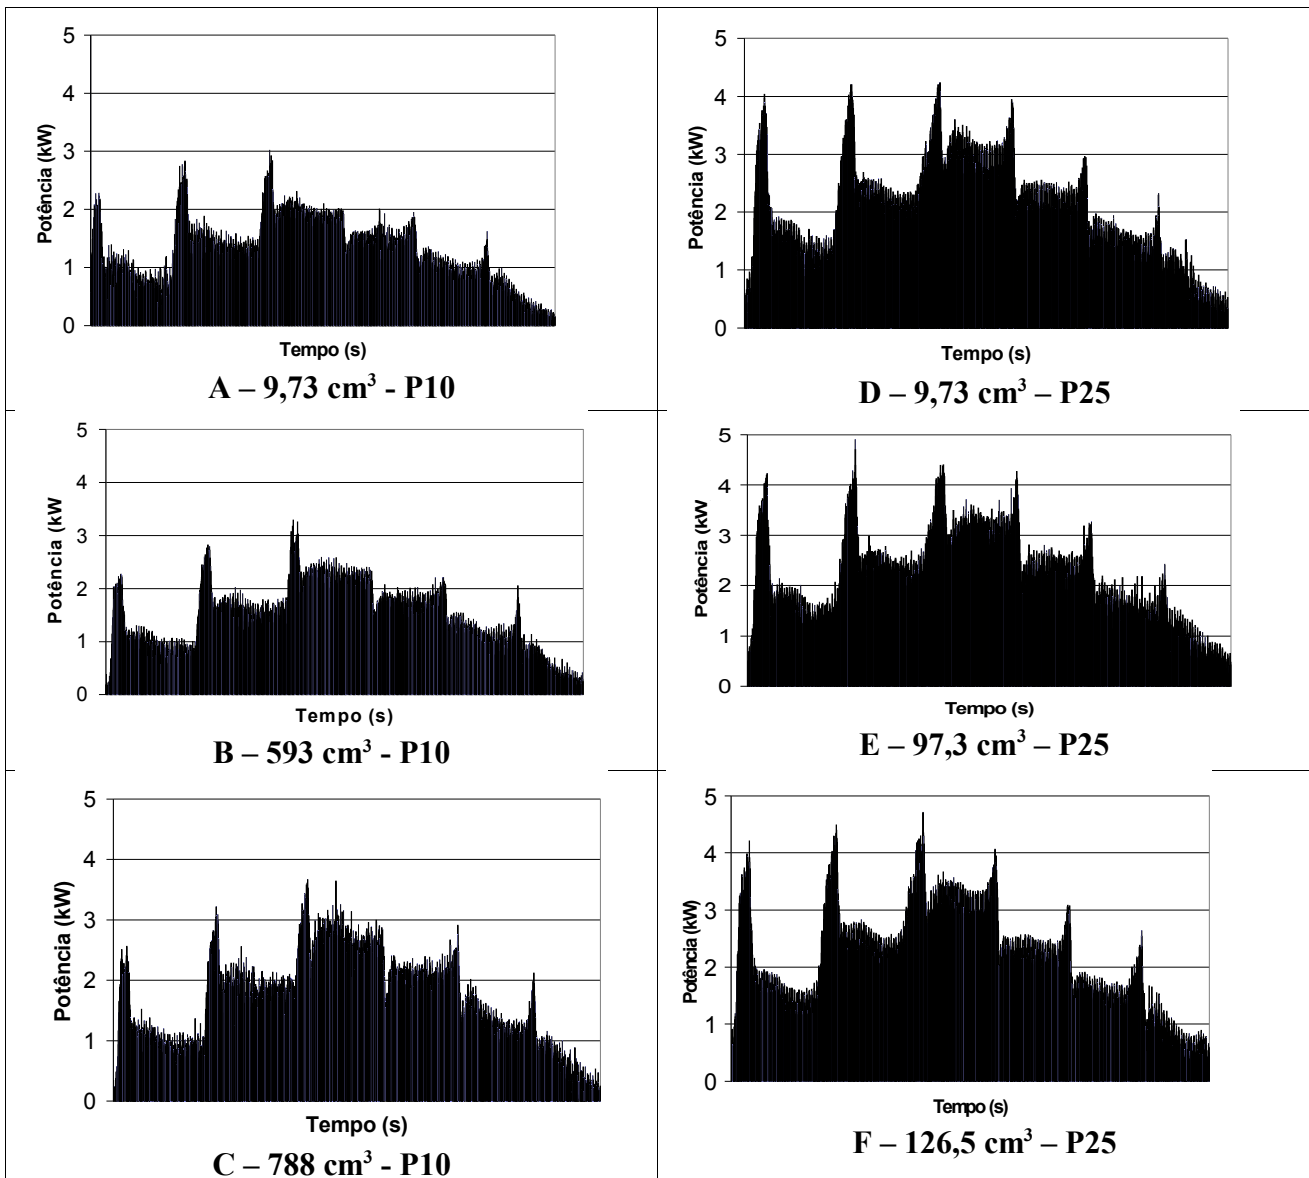 5
4
3
2
1
0
Potência (kW)
Tempo (s)
A – 9,73 cm³ - P10
5
4
3
2
1
0
Potência (kW)
Tempo (s)
D – 9,73 cm³ – P25
5
4
3
2
1
0
Potência (kW
Tempo (s)
B – 593 cm³ - P10
5
4
3
2
1
0
Potência (kW
Tempo (s)
E – 97,3 cm³ – P25
5
4
3
2
1
0
Potência (kW)
Tempo (s)
C – 788 cm³ - P10
5
4
3
2
1
0
Potência (kW)
Tempo (s)
F – 126,5 cm³ – P25